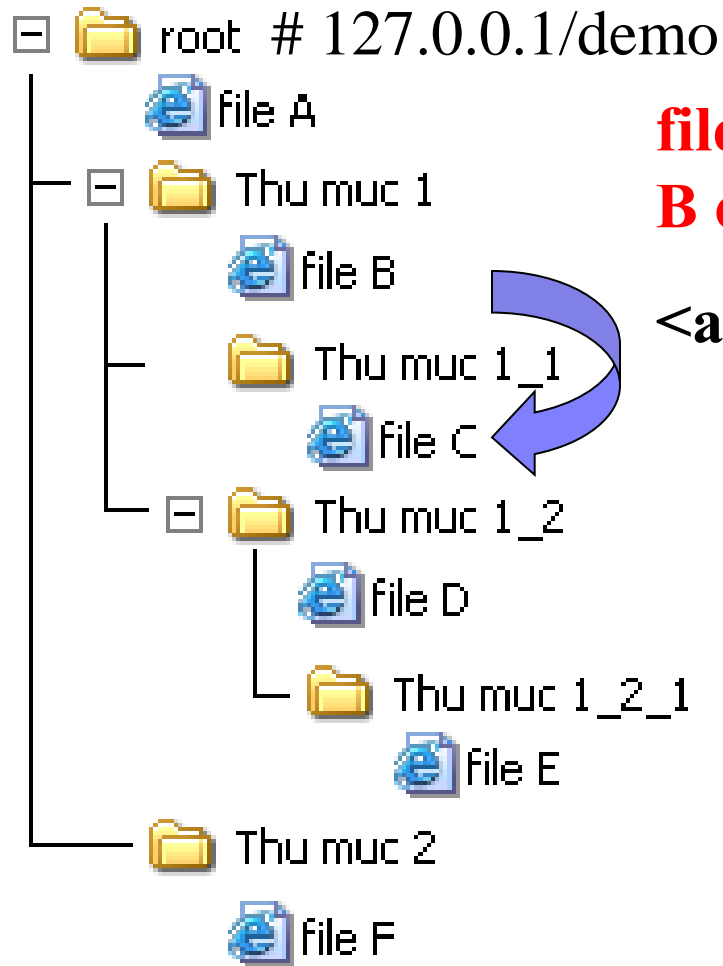 root # 127.0.0.1/demo
file A
file
B
Thu muc 1
file B
<a
Thu muc 1_1
file C
Thu muc 1_2
file D
Thu muc 1_2_1
file E
Thu muc 2
file F